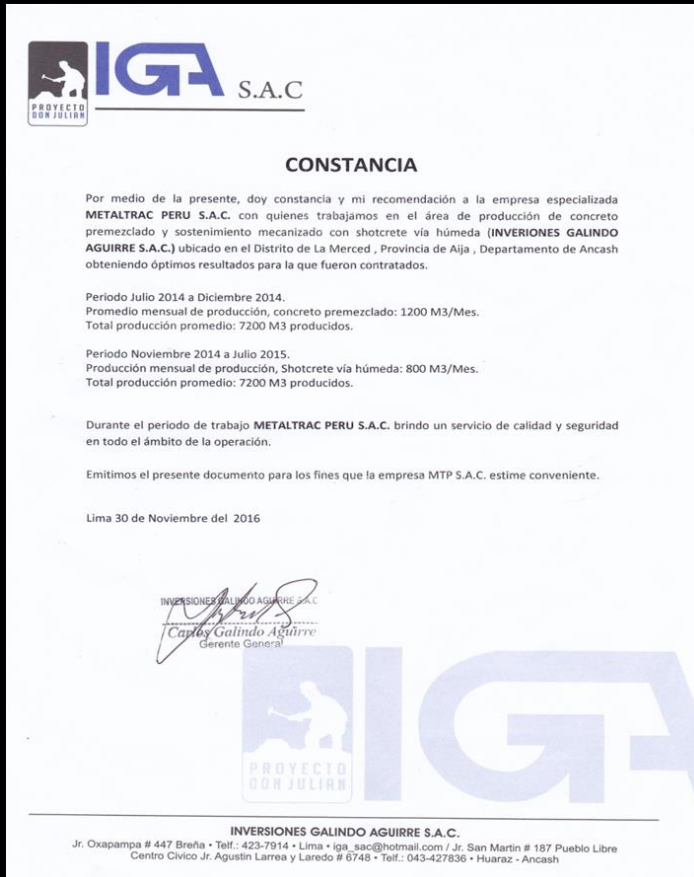 IGA S.A.C
PROYECTO
DON JULIAN
CONSTANCIA
Por medio de la presente, doy constancia y mi recomendación a la empresa especializada
METALTRAC PERU S.A.C. con quienes trabajamos en el área de producción de concreto
premezclado y sostenimiento mecanizado con shotcrete vía húmeda (INVERIONES GALINDO
AGUIRRE S.A.C.) ubicado en el Distrito de La Merced , Provincia de Aija , Departamento de Ancash
obteniendo óptimos resultados para la que fueron contratados.
Periodo Julio 2014 a Diciembre 2014.
Promedio mensual de producción, concreto premezclado: 1200 M3/Mes.
Total producción promedio: 7200 M3 producidos.
Periodo Noviembre 2014 a Julio 2015.
Producción mensual de producción, Shotcrete vía húmeda: 800 M3/Mes.
Total producción promedio: 7200 M3 producidos.
Durante el periodo de trabajo METALTRAC PERU S.A.C. brindo un servicio de calidad y seguridad
en todo el ámbito de la operación.
Emitimos el presente documento para los fines que la empresa MTP S.A.C. estime conveniente.
Lima 30 de Noviembre del 2016
INVERSIONES GALINDO AGUIRRE S.A.C
Carlos Galindo Aguirre
Gerente General
IGA
PROYECTO
DON JULIAN
INVERSIONES GALINDO AGUIRRE S.A.C.
Jr. Oxapampa # 447 Breña • Telf.: 423-7914 • Lima • iga_sac@hotmail.com / Jr. San Martin # 187 Pueblo Libre
Centro Civico Jr. Agustin Larrea y Laredo # 6748 • Telf.: 043-427836 • Huaraz - Ancash